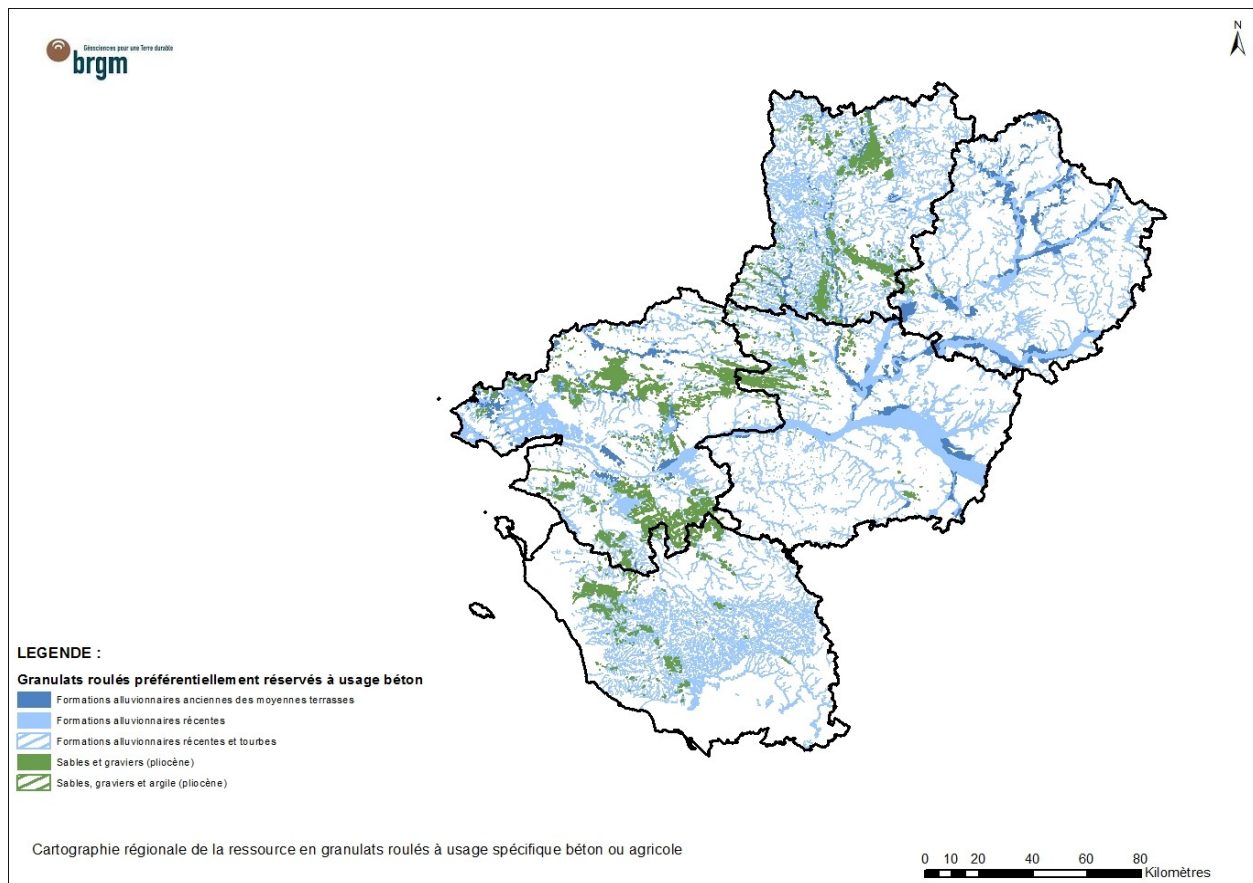 N
Géosciences pour une Terre durable
brgm
LEGENDE :
Granulats roulés préférentiellement réservés à usage béton
Formations alluvionnaires anciennes des moyennes terrasses
Formations alluvionnaires récentes
Formations alluvionnaires récentes et tourbes
Sables et graviers (pliocène)
Sables, graviers et argile (pliocène)
Cartographie régionale de la ressource en granulats roulés à usage spécifique béton ou agricole
0 10 20 40 60 80
Kilomètres